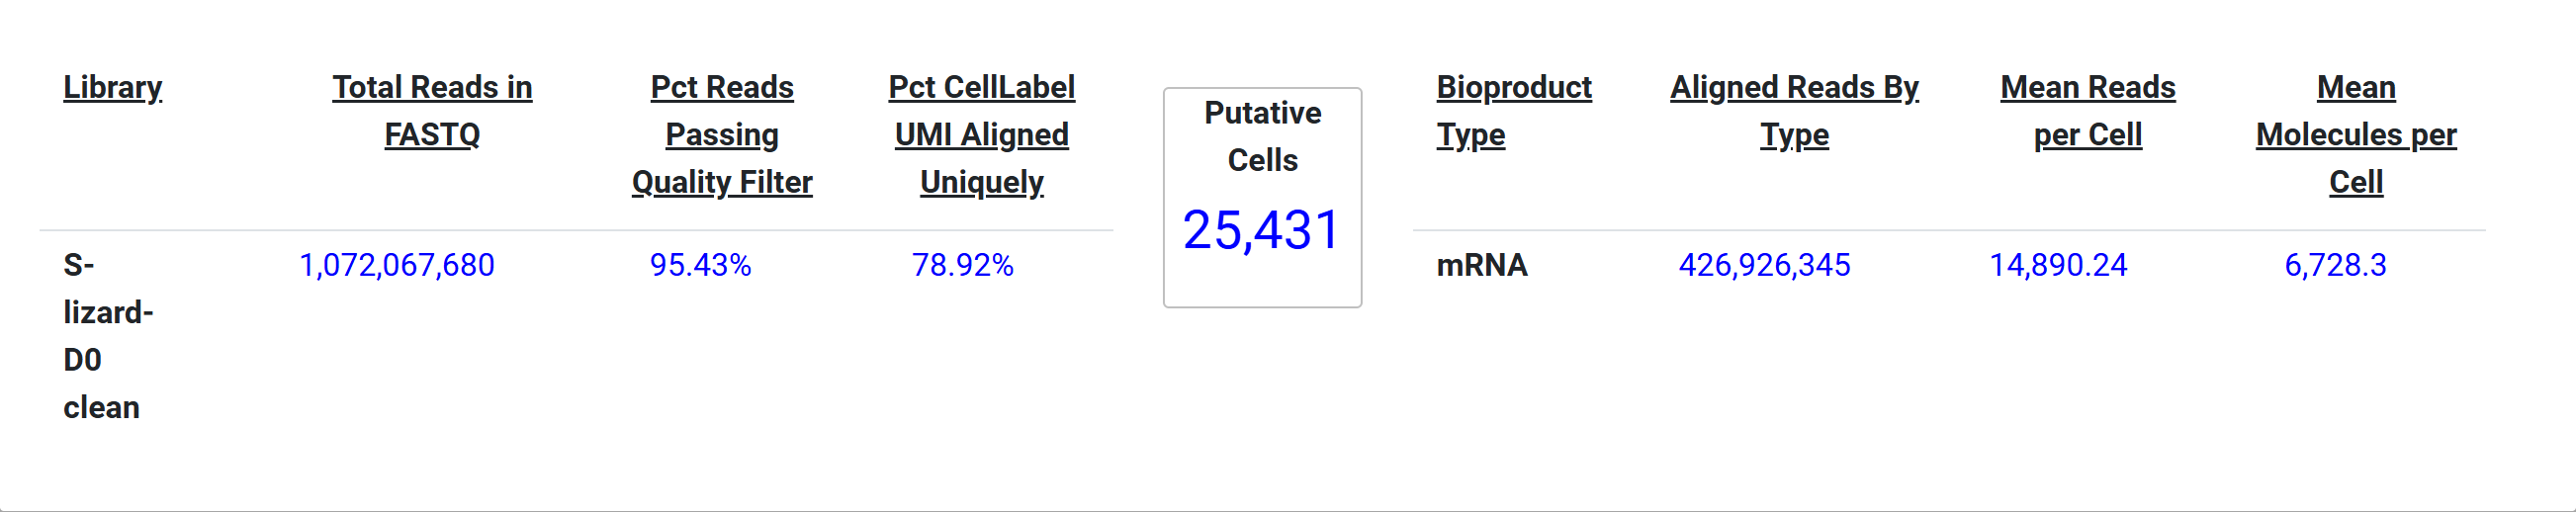 Library
Total Reads in
FASTQ
Pct Reads
Passing
Quality Filter
Pct CellLabel
UMI Aligned
Uniquely
S-
lizard-
D0
clean
1,072,067,680
95.43%
78.92%
Putative
Cells
25,431
Bioproduct
Type
Aligned Reads By
Type
Mean Reads
per Cell
Mean
Molecules per
Cell
mRNA
426,926,345
14,890.24
6,728.3